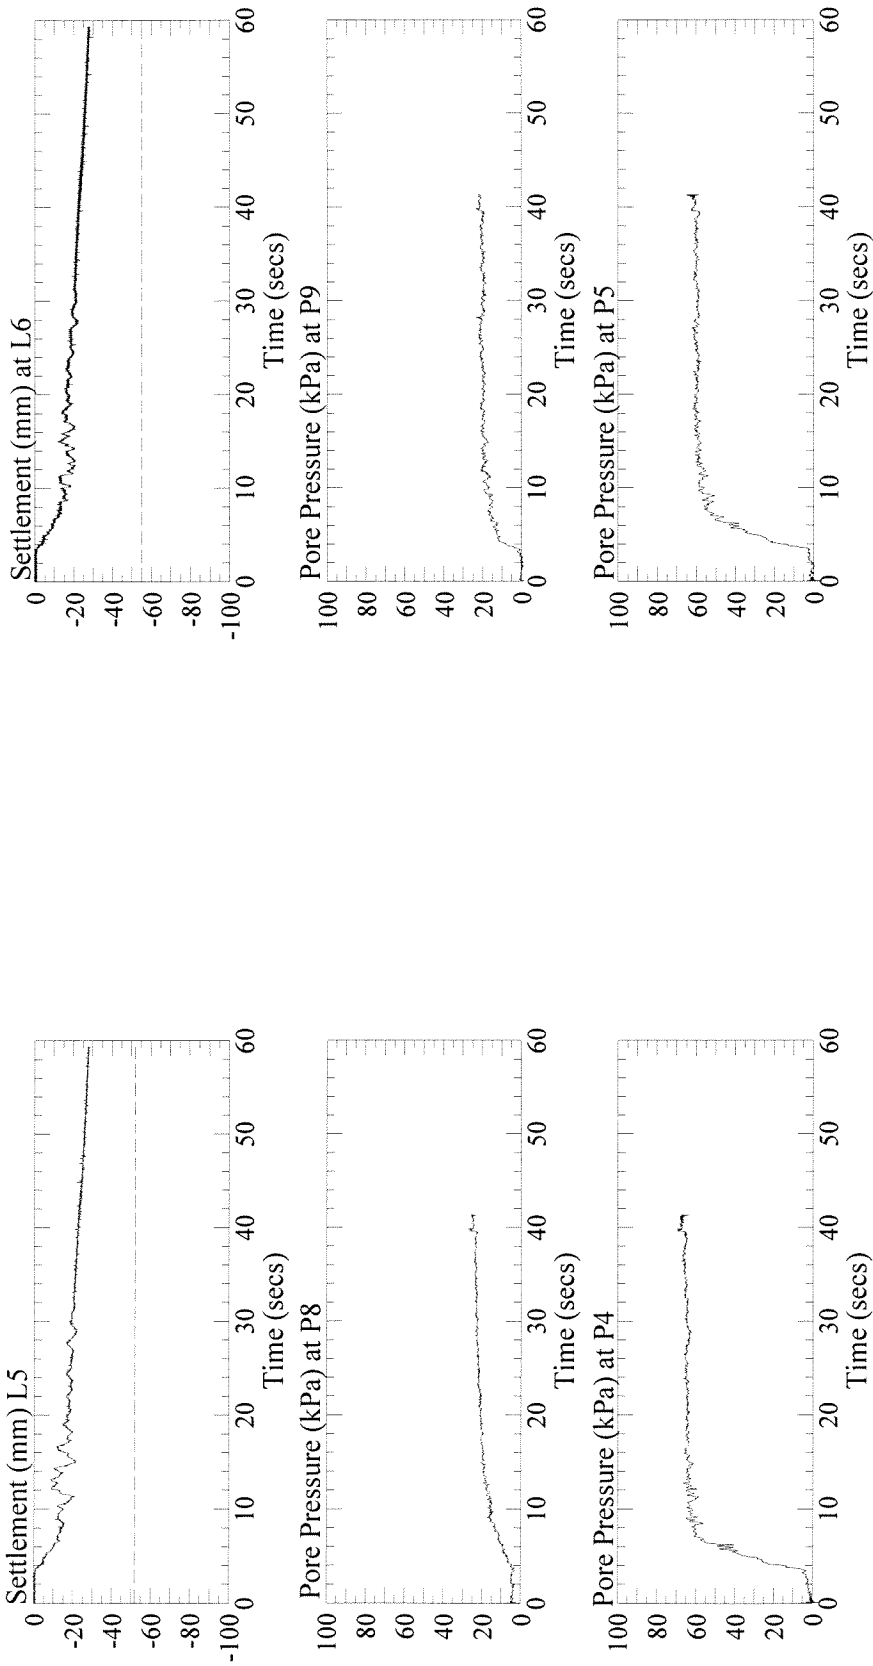 Settlement (mm) L5
0
-20
-40
-60
-80
-100
0 10 20 30 40 50 60
Time (secs)
Pore Pressure (kPa) at P8
100
80
60
40
20
0
0 10 20 30 40 50 60
Time (secs)
Pore Pressure (kPa) at P4
100
80
60
40
20
0
0 10 20 30 40 50 60
Time (secs)
Settlement (mm) at L6
0
-20
-40
-60
-80
-100
0 10 20 30 40 50 60
Time (secs)
Pore Pressure (kPa) at P9
100
80
60
40
20
0
0 10 20 30 40 50 60
Time (secs)
Pore Pressure (kPa) at P5
100
80
60
40
20
0
0 10 20 30 40 50 60
Time (secs)